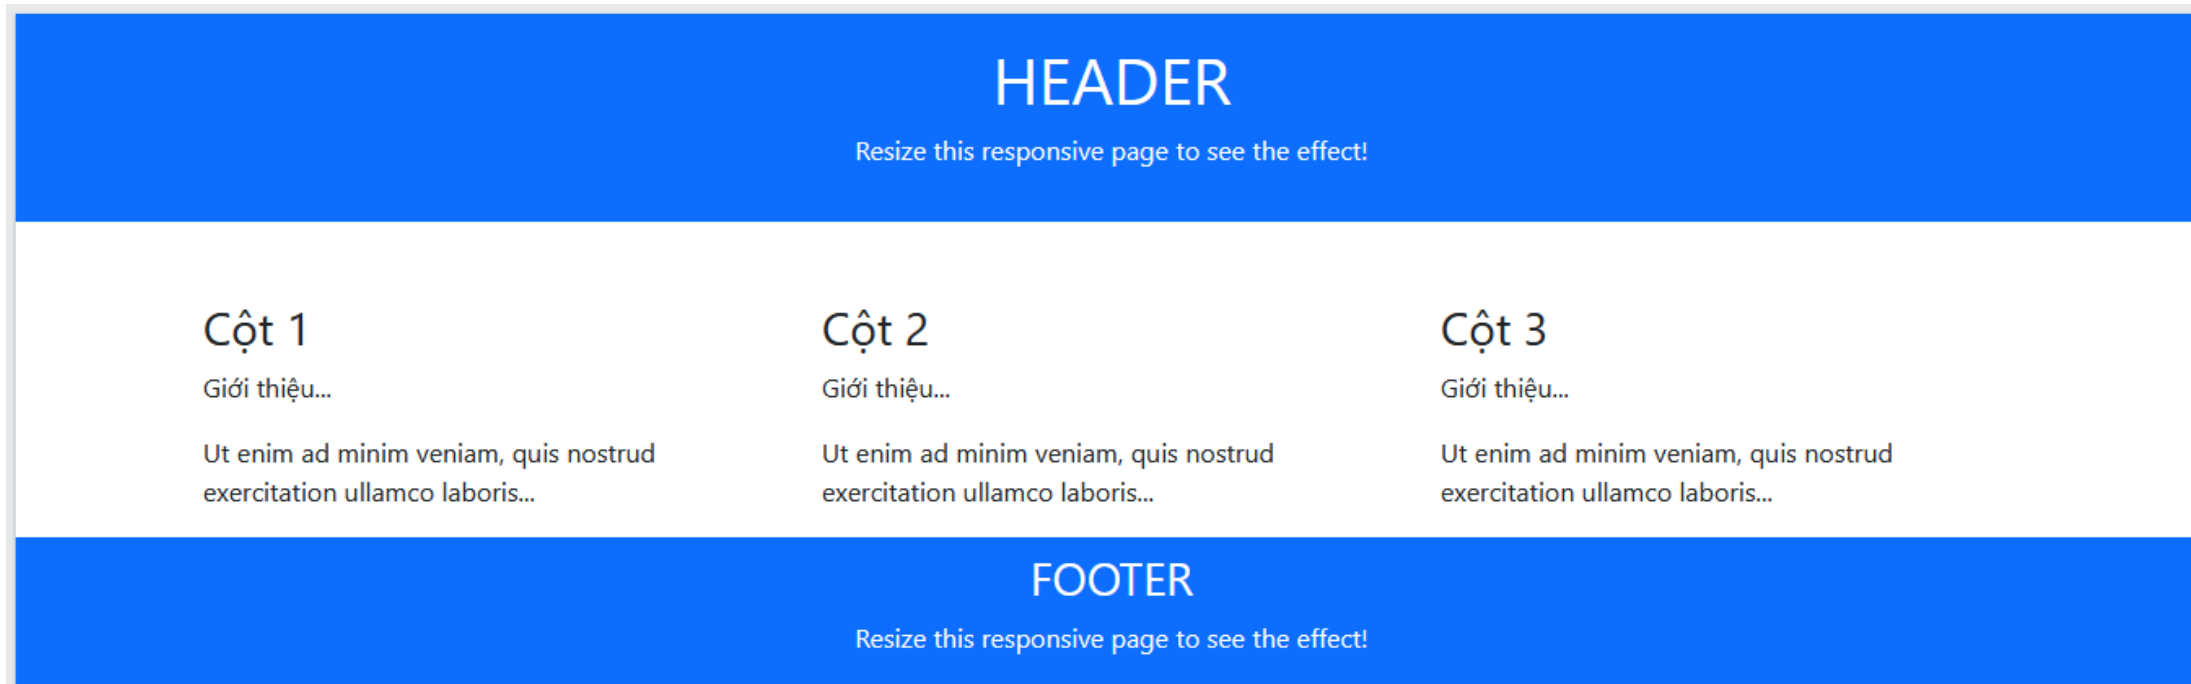 HEADER
Resize this responsive page to see the effect!
Cột 1
Giới thiệu...
Ut enim ad minim veniam, quis nostrud
exercitation ullamco laboris...
Cột 2
Giới thiệu...
Ut enim ad minim veniam, quis nostrud
exercitation ullamco laboris...
Cột 3
Giới thiệu...
Ut enim ad minim veniam, quis nostrud
exercitation ullamco laboris...
FOOTER
Resize this responsive page to see the effect!